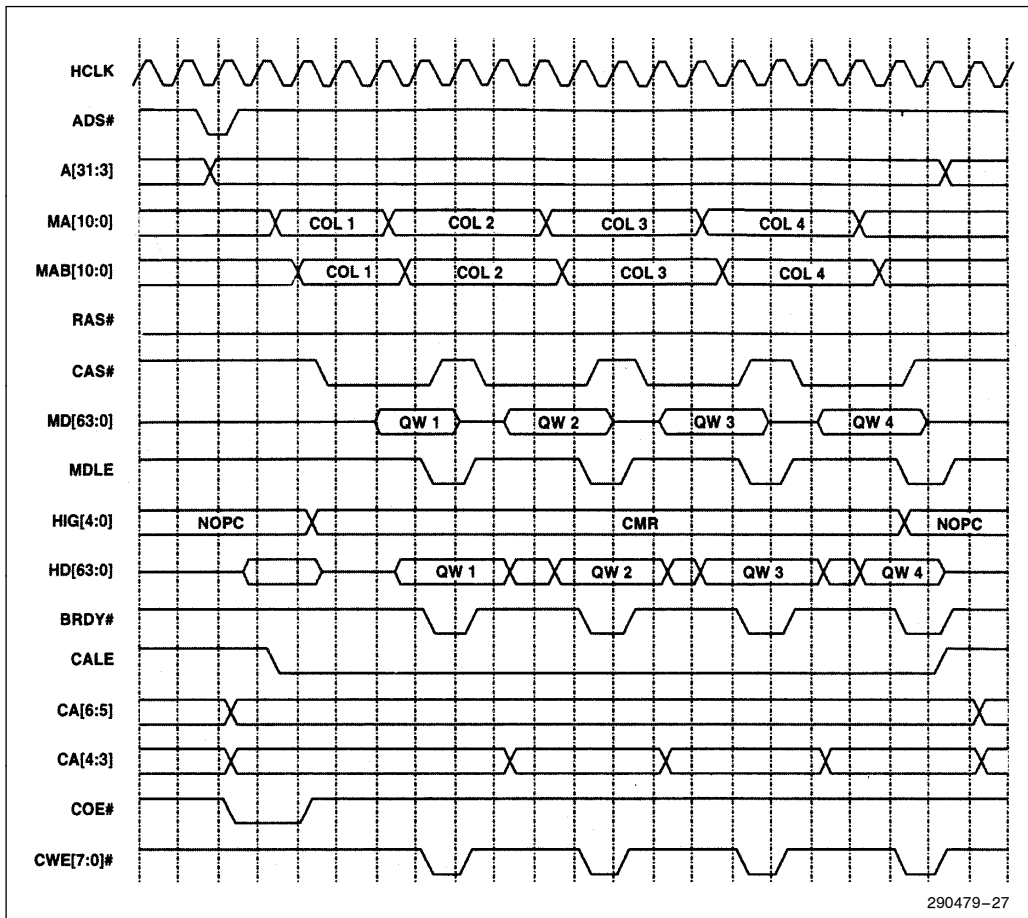 HCLK
ADS#
A[31:3]
MA[10:0] COL 1 COL 2 COL 3 COL 4
MAB[10:0] COL 1 COL 2 COL 3 COL 4
RAS#
CAS#
MD[63:0] QW 1 QW 2 QW 3 QW 4
MDLE
HIG[4:0] NOPC CMR NOPC
HD[63:0] QW 1 QW 2 QW 3 QW 4
BRDY#
CALE
CA[6:5]
CA[4:3]
COE#
CWE[7:0]#
290479-27